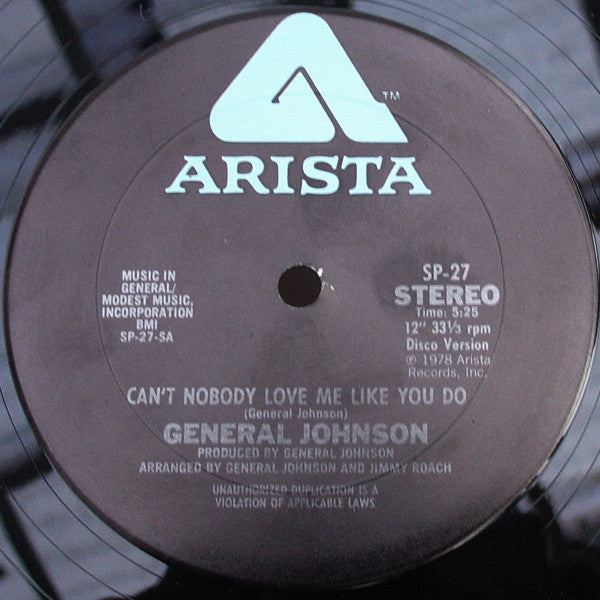 ™
ARISTA
MUSIC IN
GENERAL/
MODEST MUSIC,
INCORPORATION
BMI
SP-27-SA
SP-27
STEREO
Time: 5:25
12" 33⅓ rpm
Disco Version
℗ 1978 Arista
Records, Inc.
CAN'T NOBODY LOVE ME LIKE YOU DO
(General Johnson)
GENERAL JOHNSON
PRODUCED BY GENERAL JOHNSON
ARRANGED BY GENERAL JOHNSON AND JIMMY ROACH
UNAUTHORIZED DUPLICATION IS A
VIOLATION OF APPLICABLE LAWS